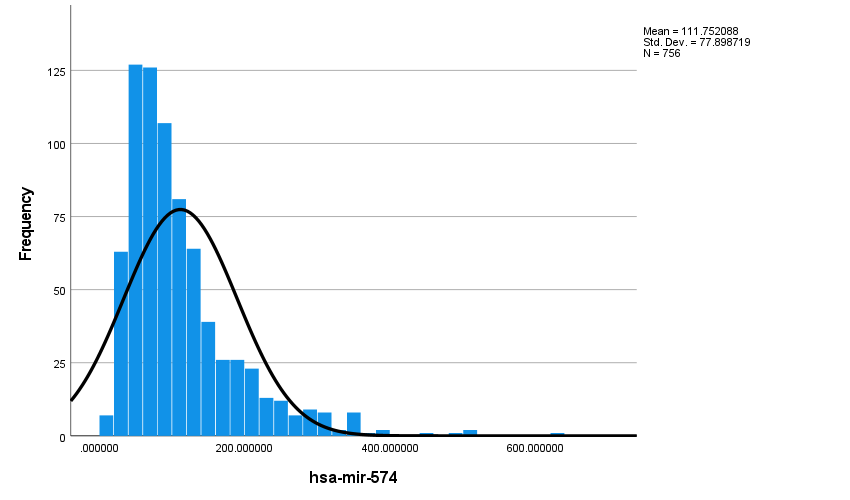 Mean = 111.752088
Std. Dev. = 77.898719
N = 756
Frequency
125
100
75
50
25
0
.000000 200.000000 400.000000 600.000000
hsa-mir-574